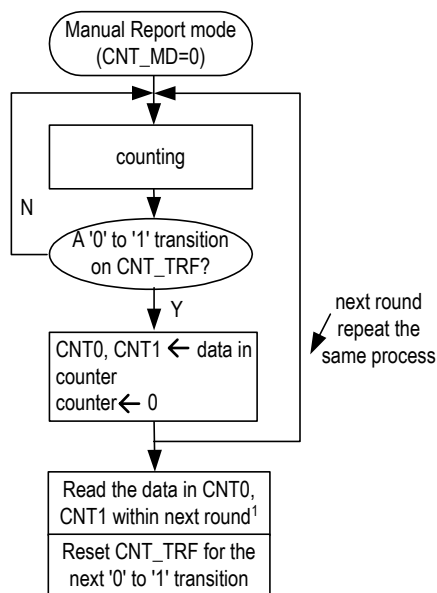 Manual Report mode
(CNT_MD=0)
counting
N
A '0' to '1' transition
on CNT_TRF?
Y
next round
repeat the
same process
CNT0, CNT1 ← data in
counter
counter← 0
Read the data in CNT0,
CNT1 within next round¹
Reset CNT_TRF for the
next '0' to '1' transition